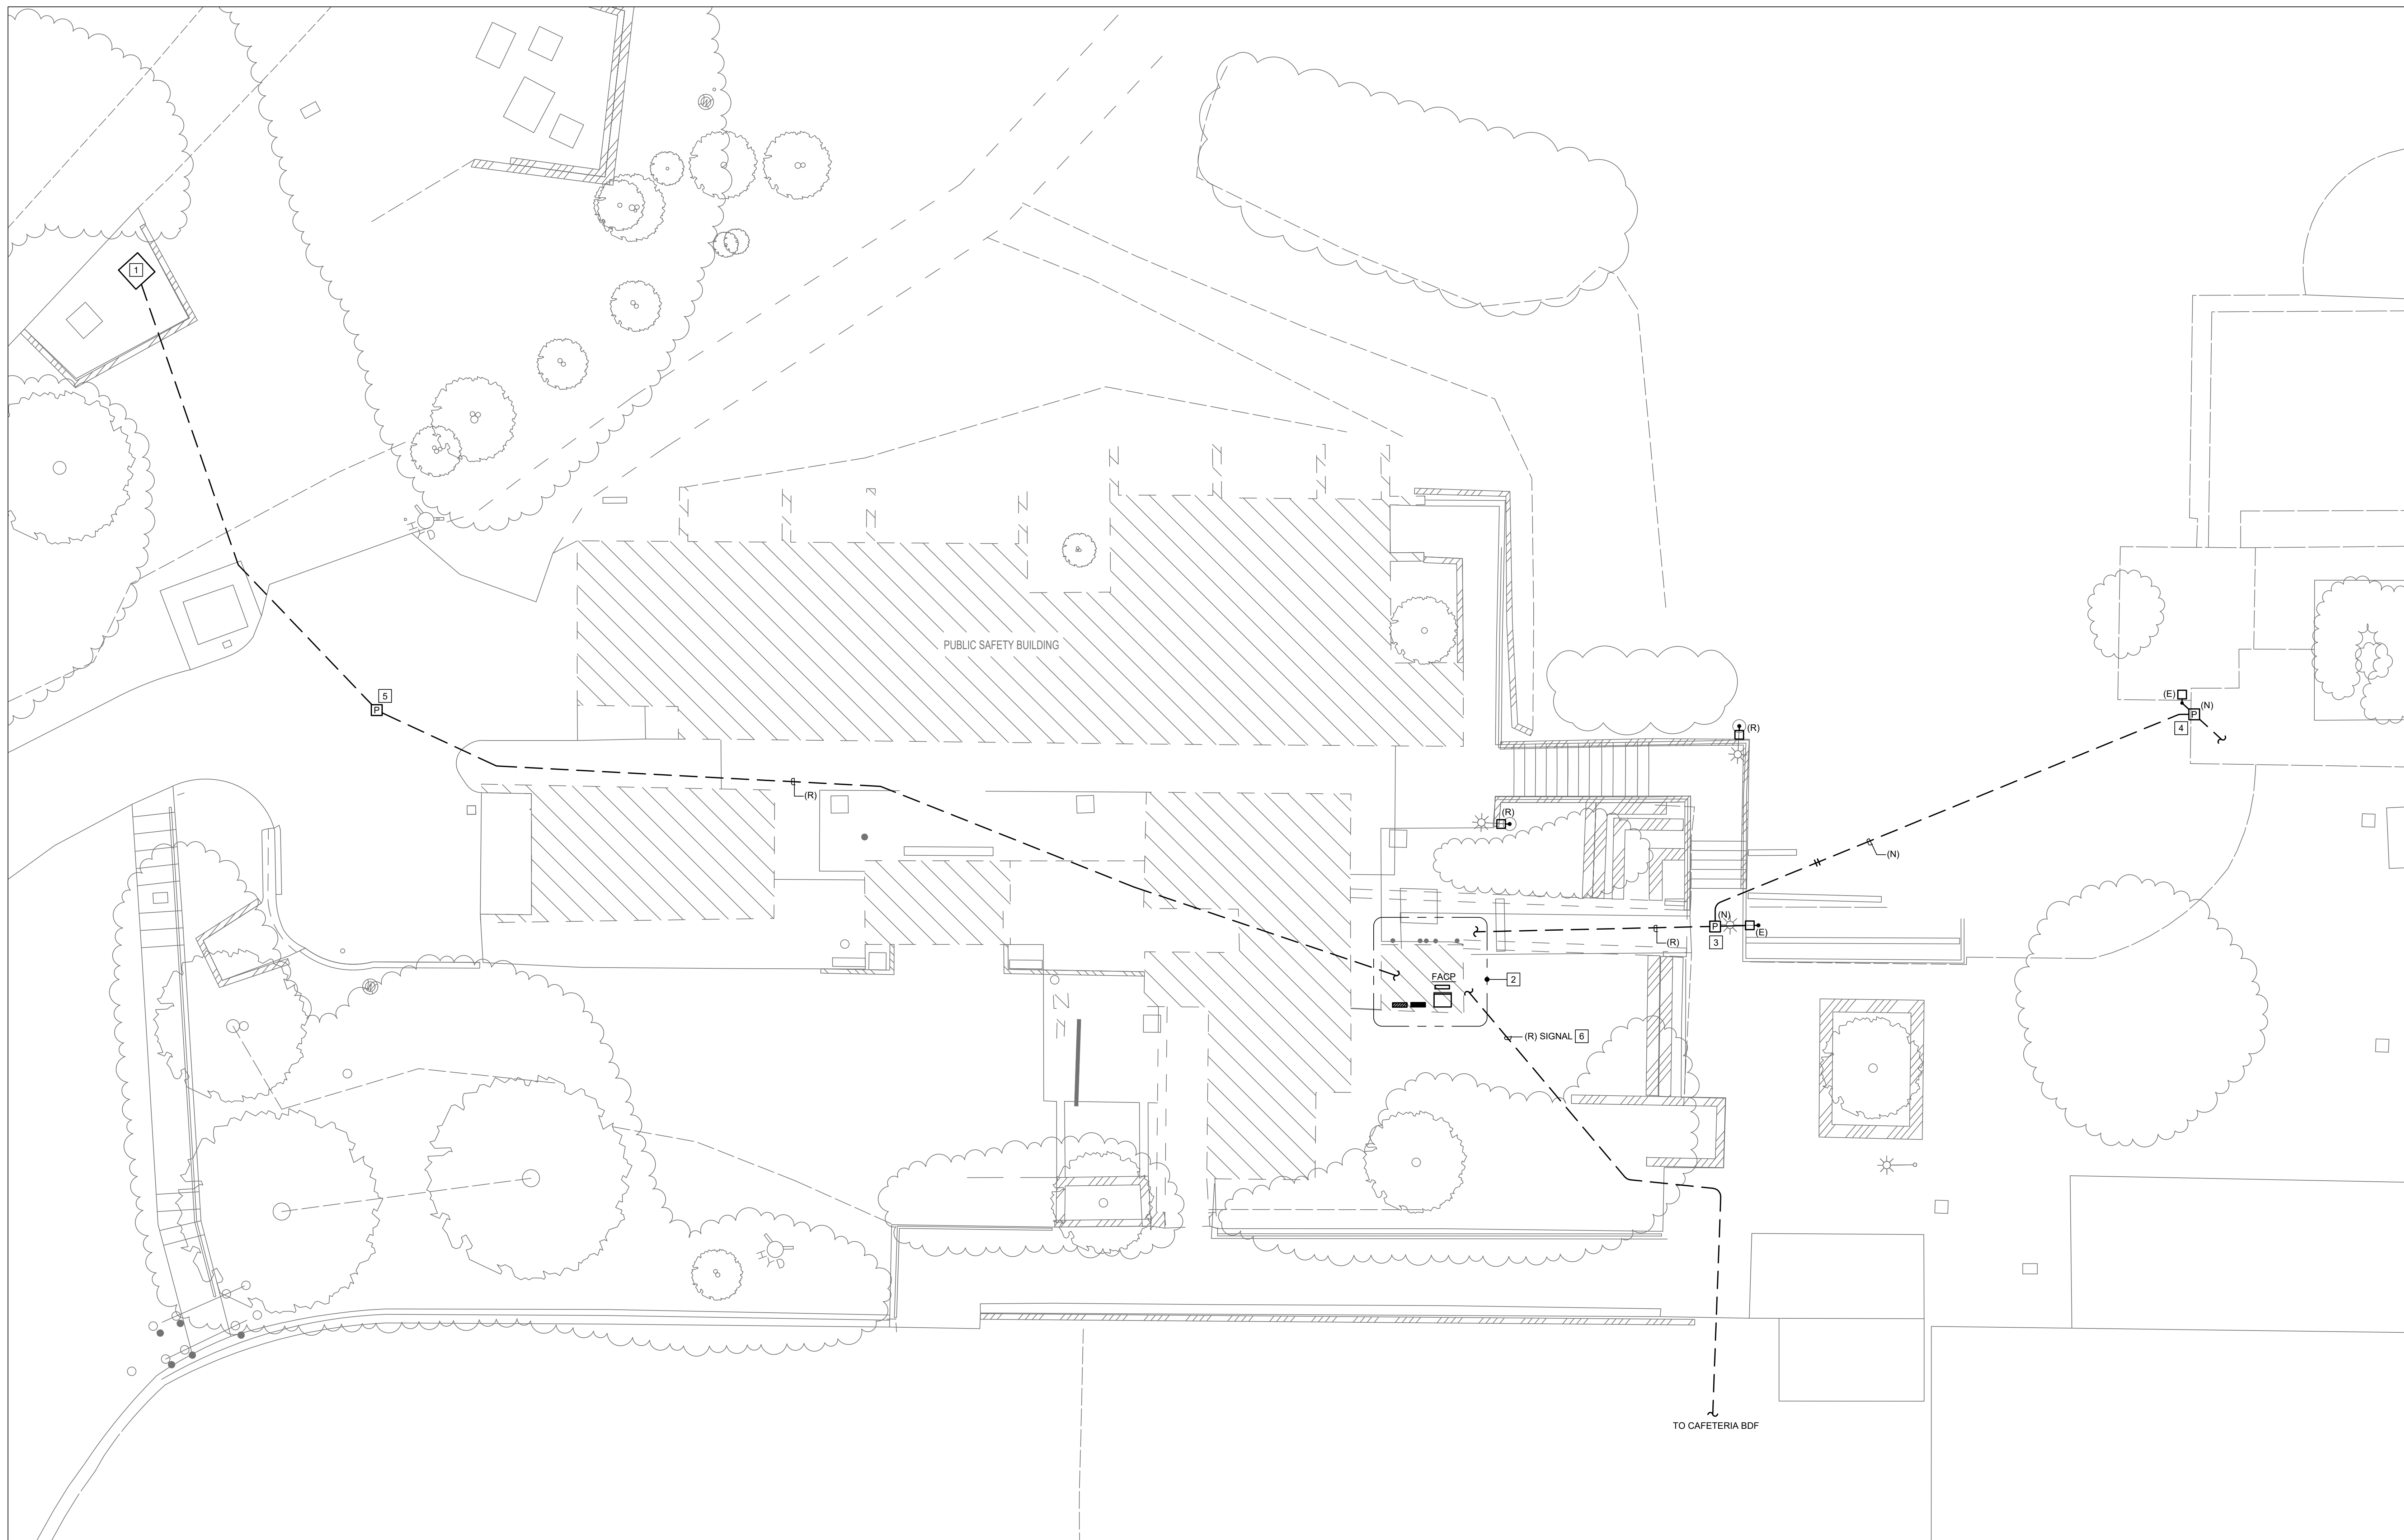 1
PUBLIC SAFETY BUILDING
5
P
(E)
(N)
P
4
(R)
(R)
(R)
(N)
(N)
P
(E)
3
(R)
FACP
2
(R) SIGNAL 6
TO CAFETERIA BDF